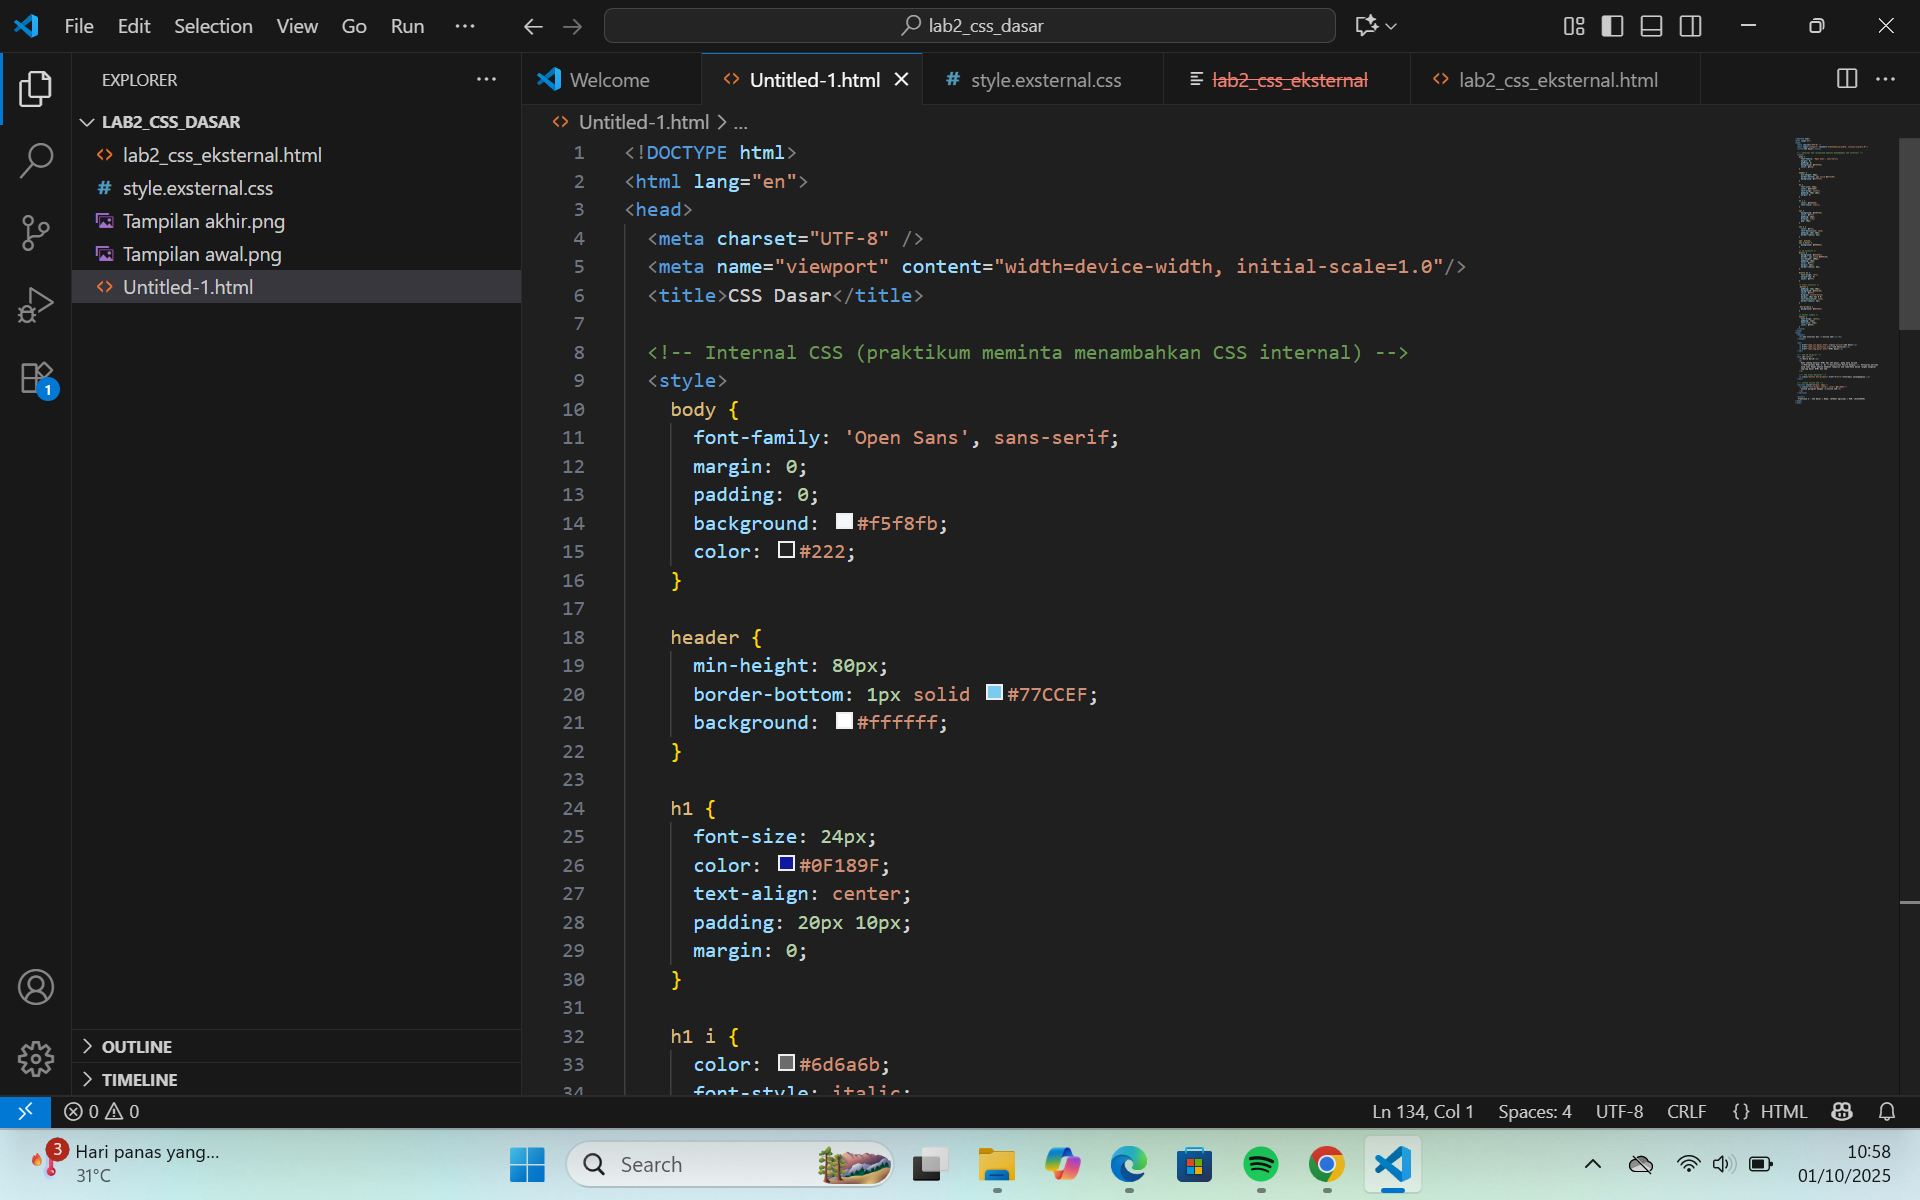 File Edit Selection View Go Run ···
lab2_css_dasar
EXPLORER
LAB2_CSS_DASAR
lab2_css_eksternal.html
# style.exsternal.css
Tampilan akhir.png
Tampilan awal.png
Untitled-1.html
1
OUTLINE
TIMELINE
Welcome
Untitled-1.html
# style.exsternal.css
lab2_css_eksternal
lab2_css_eksternal.html
Untitled-1.html > ...
1 <!DOCTYPE html>
2 <html lang="en">
3 <head>
4 <meta charset="UTF-8" />
5 <meta name="viewport" content="width=device-width, initial-scale=1.0"/>
6 <title>CSS Dasar</title>
7
8 <!-- Internal CSS (praktikum meminta menambahkan CSS internal) -->
9 <style>
10 body {
11 font-family: 'Open Sans', sans-serif;
12 margin: 0;
13 padding: 0;
14 background: #f5f8fb;
15 color: #222;
16 }
17
18 header {
19 min-height: 80px;
20 border-bottom: 1px solid #77CCEF;
21 background: #ffffff;
22 }
23
24 h1 {
25 font-size: 24px;
26 color: #0F189F;
27 text-align: center;
28 padding: 20px 10px;
29 margin: 0;
30 }
31
32 h1 i {
33 color: #6d6a6b;
34 font-style: italic;
0 0
Ln 134, Col 1 Spaces: 4 UTF-8 CRLF {} HTML
3
Hari panas yang...
31°C
Search
10:58
01/10/2025